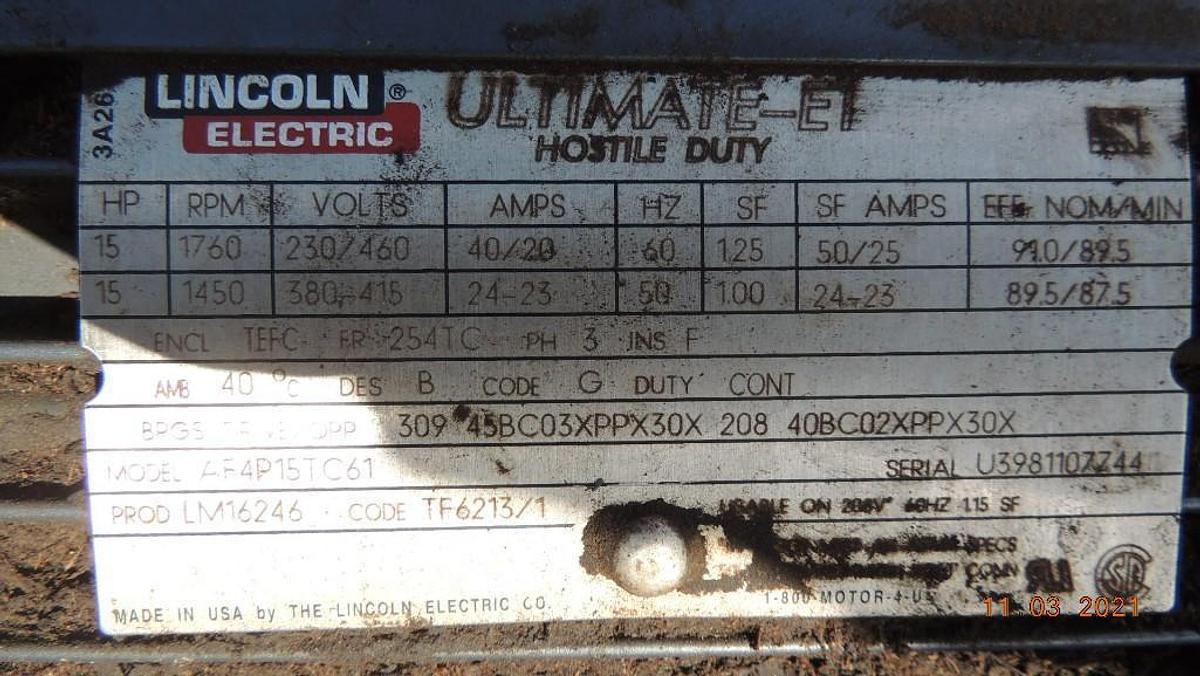 3A26
LINCOLN ®
ELECTRIC
ULTIMATE-E1
HOSTILE DUTY
HP RPM VOLTS AMPS HZ SF SF AMPS EFF NOM/MIN
15 1760 230/460 40/20 60 1.25 50/25 91.0/89.5
15 1450 380-415 24-23 50 1.00 24-23 89.5/87.5
ENCL TEFC FR 254TC PH 3 INS F
AMB 40 °C DES B CODE G DUTY CONT
BRGS OPP 309 45BC03XPPX30X 208 40BC02XPPX30X
MODEL AF4P15TC61 SERIAL U3981107744
PROD LM16246 CODE TF6213/1 USABLE ON 208V 60HZ 1.15 SF
SPECS
CONN
1-800-MOTOR-4-U
MADE IN USA by THE LINCOLN ELECTRIC CO.
11 03 2021